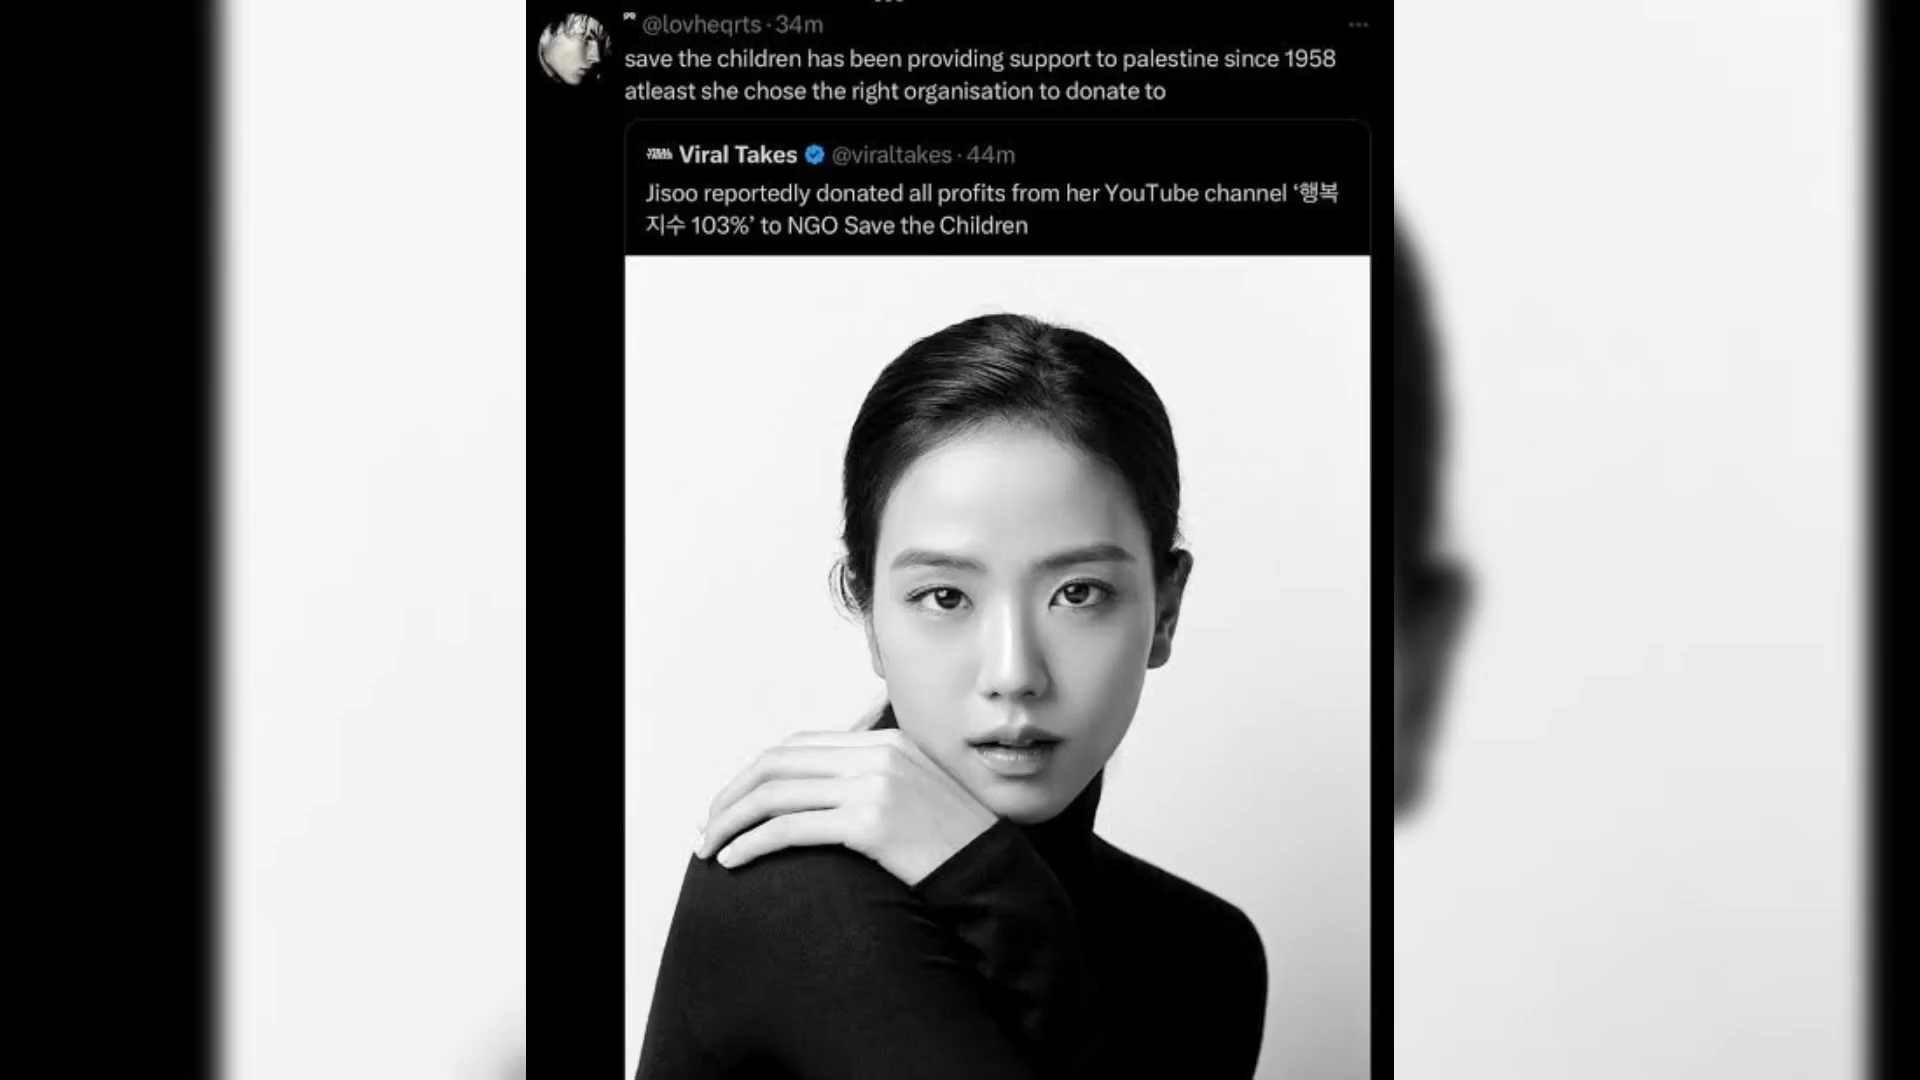 @lovheqrts · 34m
save the children has been providing support to palestine since 1958
atleast she chose the right organisation to donate to
VIRAL TAKES Viral Takes @viraltakes · 44m
Jisoo reportedly donated all profits from her YouTube channel ‘행복
지수 103%’ to NGO Save the Children